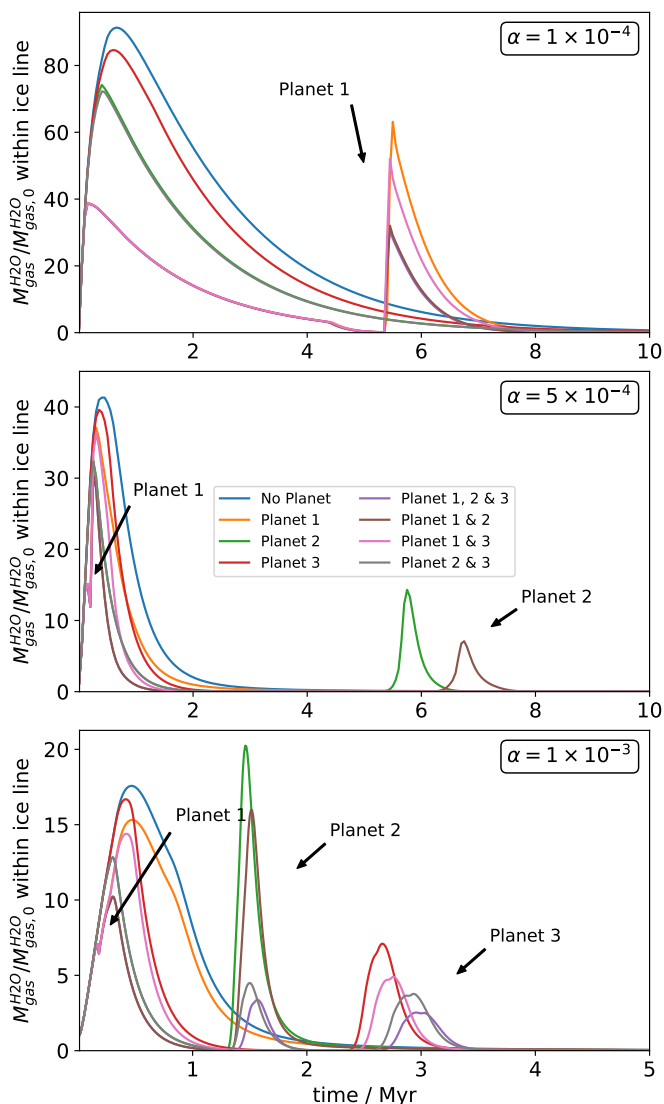 α = 1 × 10⁻⁴
Planet 1
M_gas^H2O/M_gas,0^H2O within ice line
80
60
40
20
0
2
4
6
8
10
α = 5 × 10⁻⁴
Planet 1
Planet 2
No Planet
Planet 1
Planet 2
Planet 3
Planet 1, 2 & 3
Planet 1 & 2
Planet 1 & 3
Planet 2 & 3
M_gas^H2O/M_gas,0^H2O within ice line
40
30
20
10
0
2
4
6
8
10
α = 1 × 10⁻³
Planet 1
Planet 2
Planet 3
M_gas^H2O/M_gas,0^H2O within ice line
20
15
10
5
0
1
2
3
4
5
time / Myr